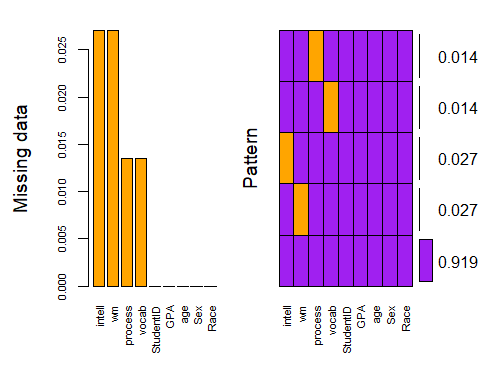 Missing data
0.025
0.020
0.015
0.010
0.005
0.000
intell
wm
process
vocab
StudentID
GPA
age
Sex
Race
Pattern
intell
wm
process
vocab
StudentID
GPA
age
Sex
Race
0.014
0.014
0.027
0.027
0.919